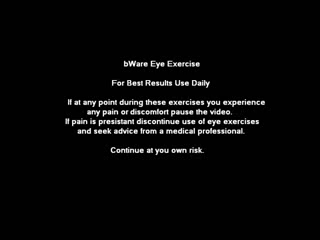 bWare Eye Exercise
For Best Results Use Daily
If at any point during these exercises you experience
any pain or discomfort pause the video.
If pain is presistant discontinue use of eye exercises
and seek advice from a medical professional.
Continue at you own risk.